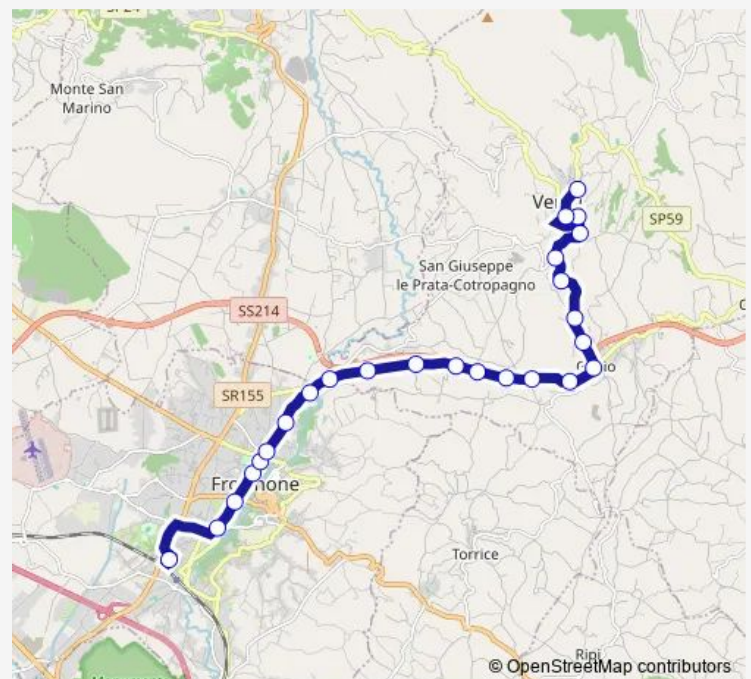 Monte San
Marino
SP59
San Giuseppe
le Prata-Cotropagno
SS214
SR155
Torrice
Ripi
© OpenStreetMap contributors